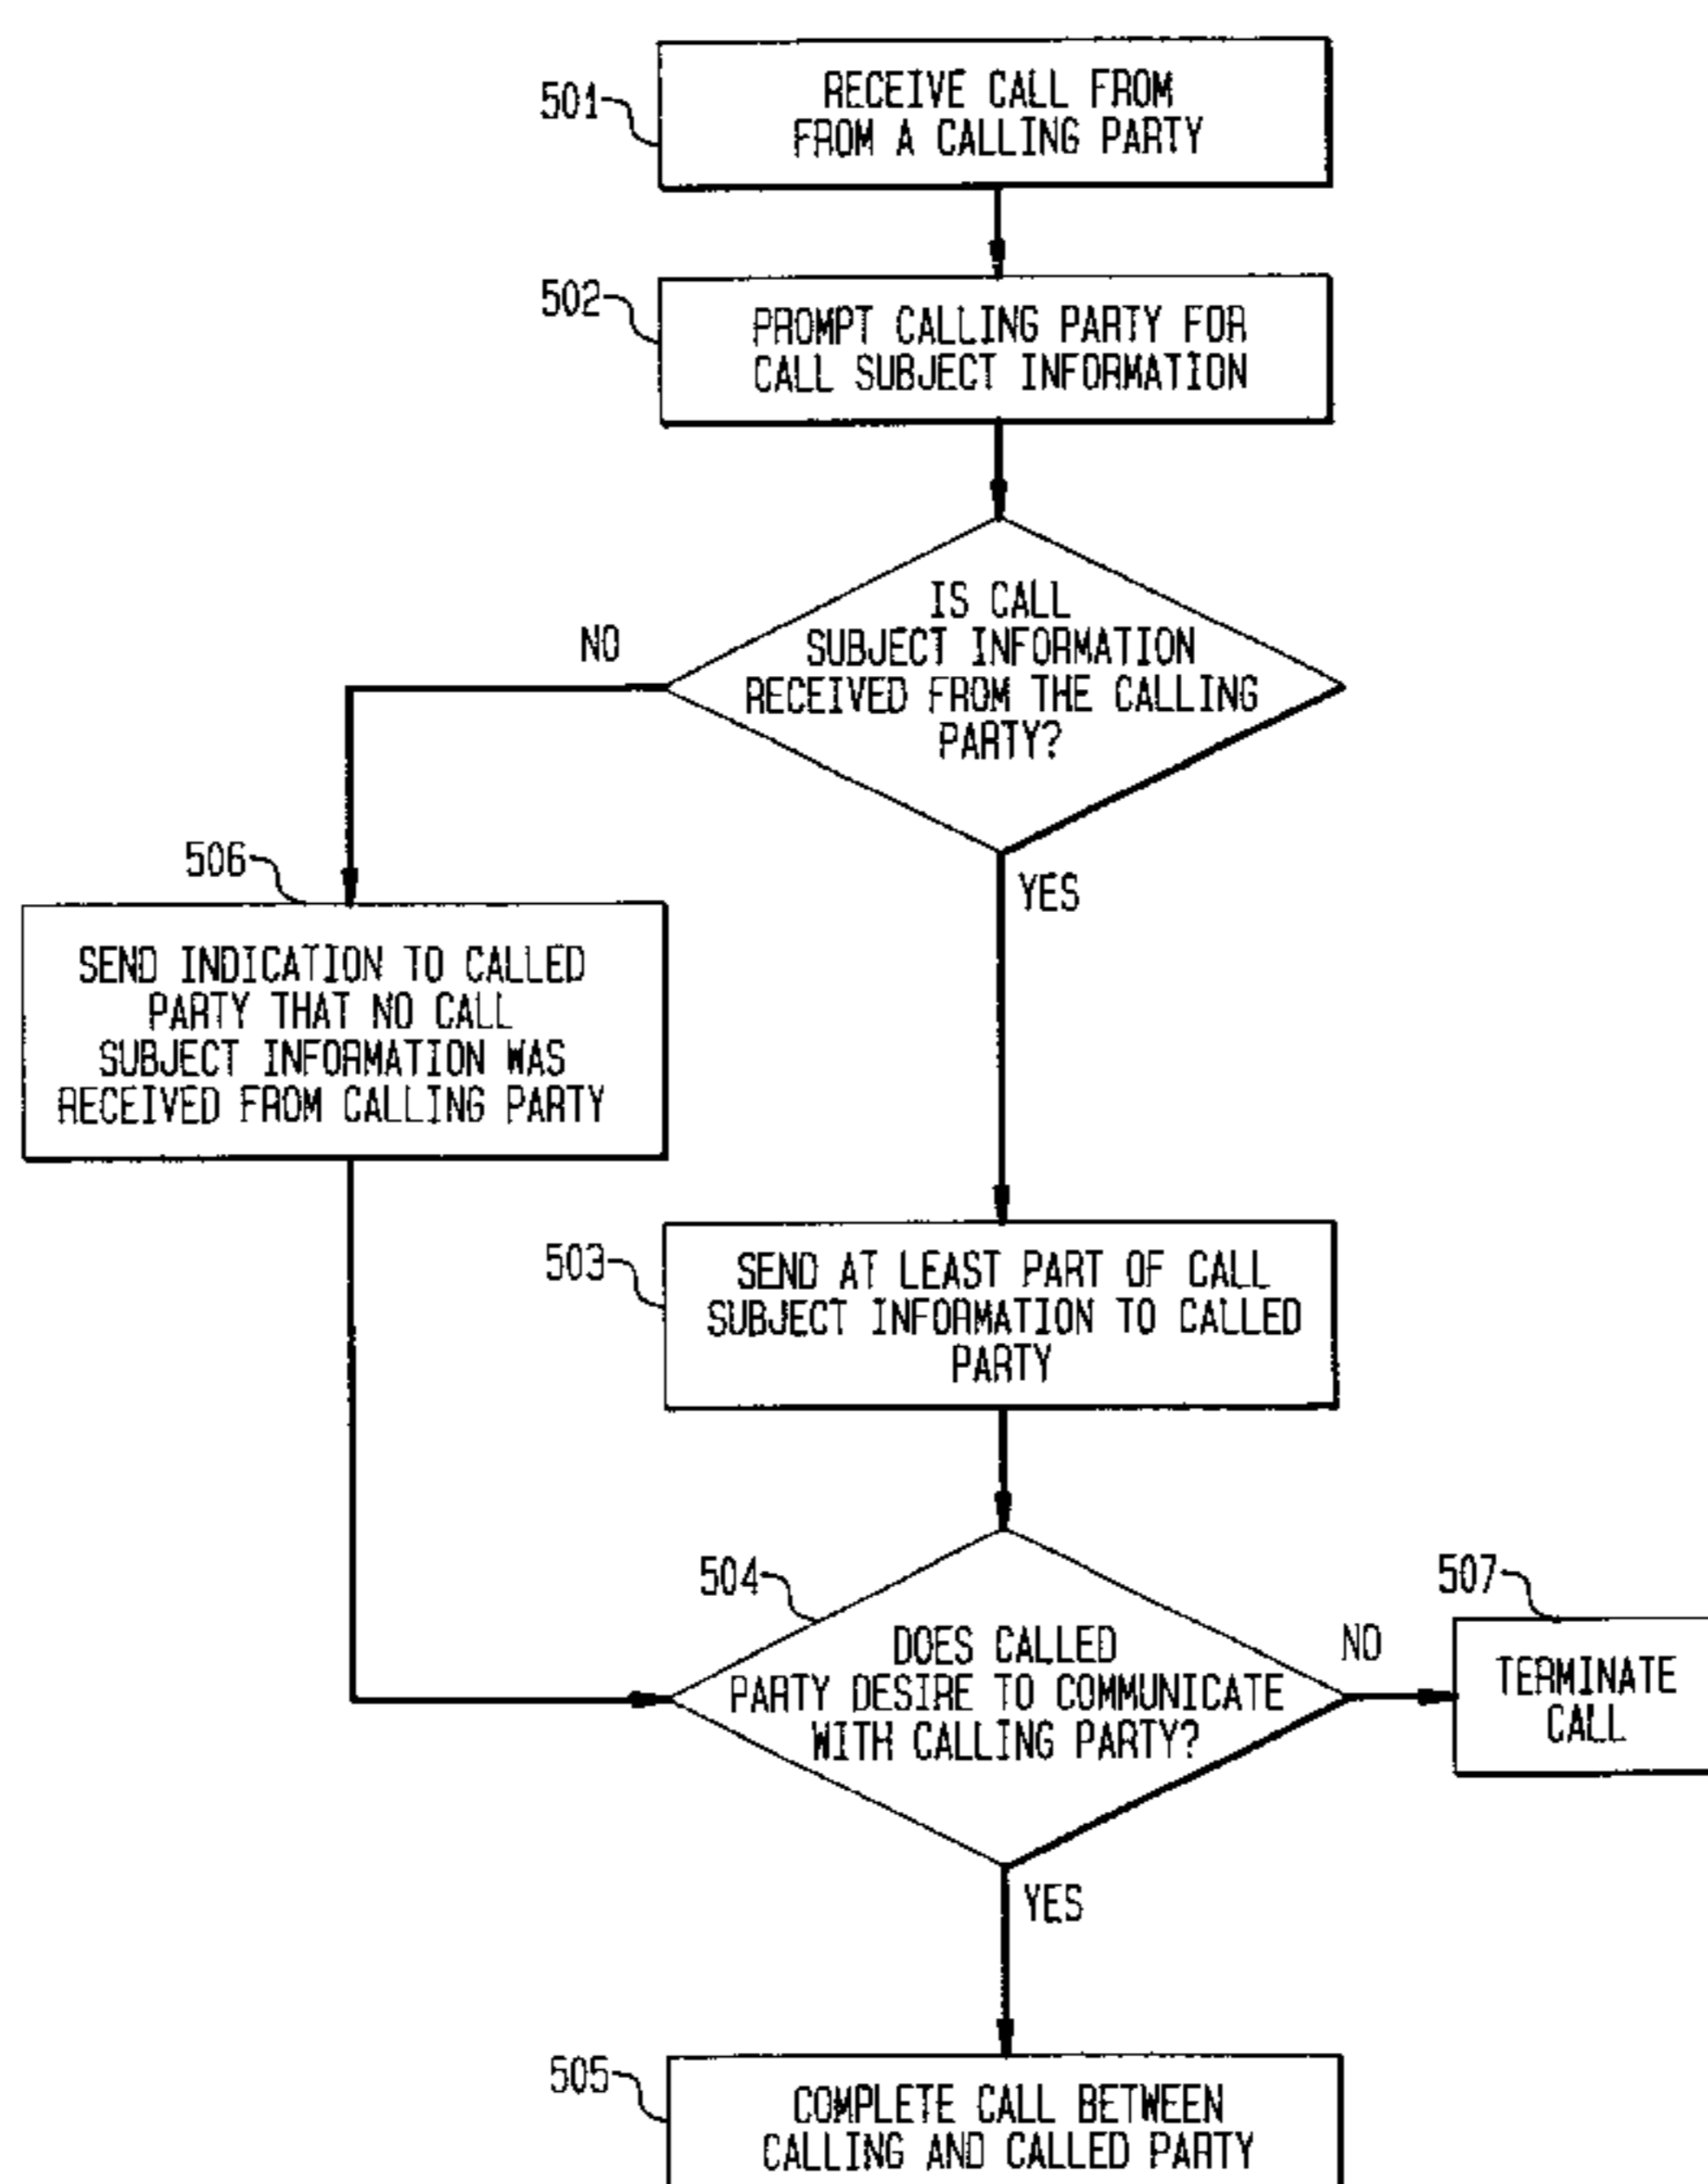 501
RECEIVE CALL FROM
FROM A CALLING PARTY
502
PROMPT CALLING PARTY FOR
CALL SUBJECT INFORMATION
IS CALL
SUBJECT INFORMATION
RECEIVED FROM THE CALLING
PARTY?
NO
YES
506
SEND INDICATION TO CALLED
PARTY THAT NO CALL
SUBJECT INFORMATION WAS
RECEIVED FROM CALLING PARTY
503
SEND AT LEAST PART OF CALL
SUBJECT INFORMATION TO CALLED
PARTY
504
DOES CALLED
PARTY DESIRE TO COMMUNICATE
WITH CALLING PARTY?
NO
507
TERMINATE
CALL
YES
505
COMPLETE CALL BETWEEN
CALLING AND CALLED PARTY